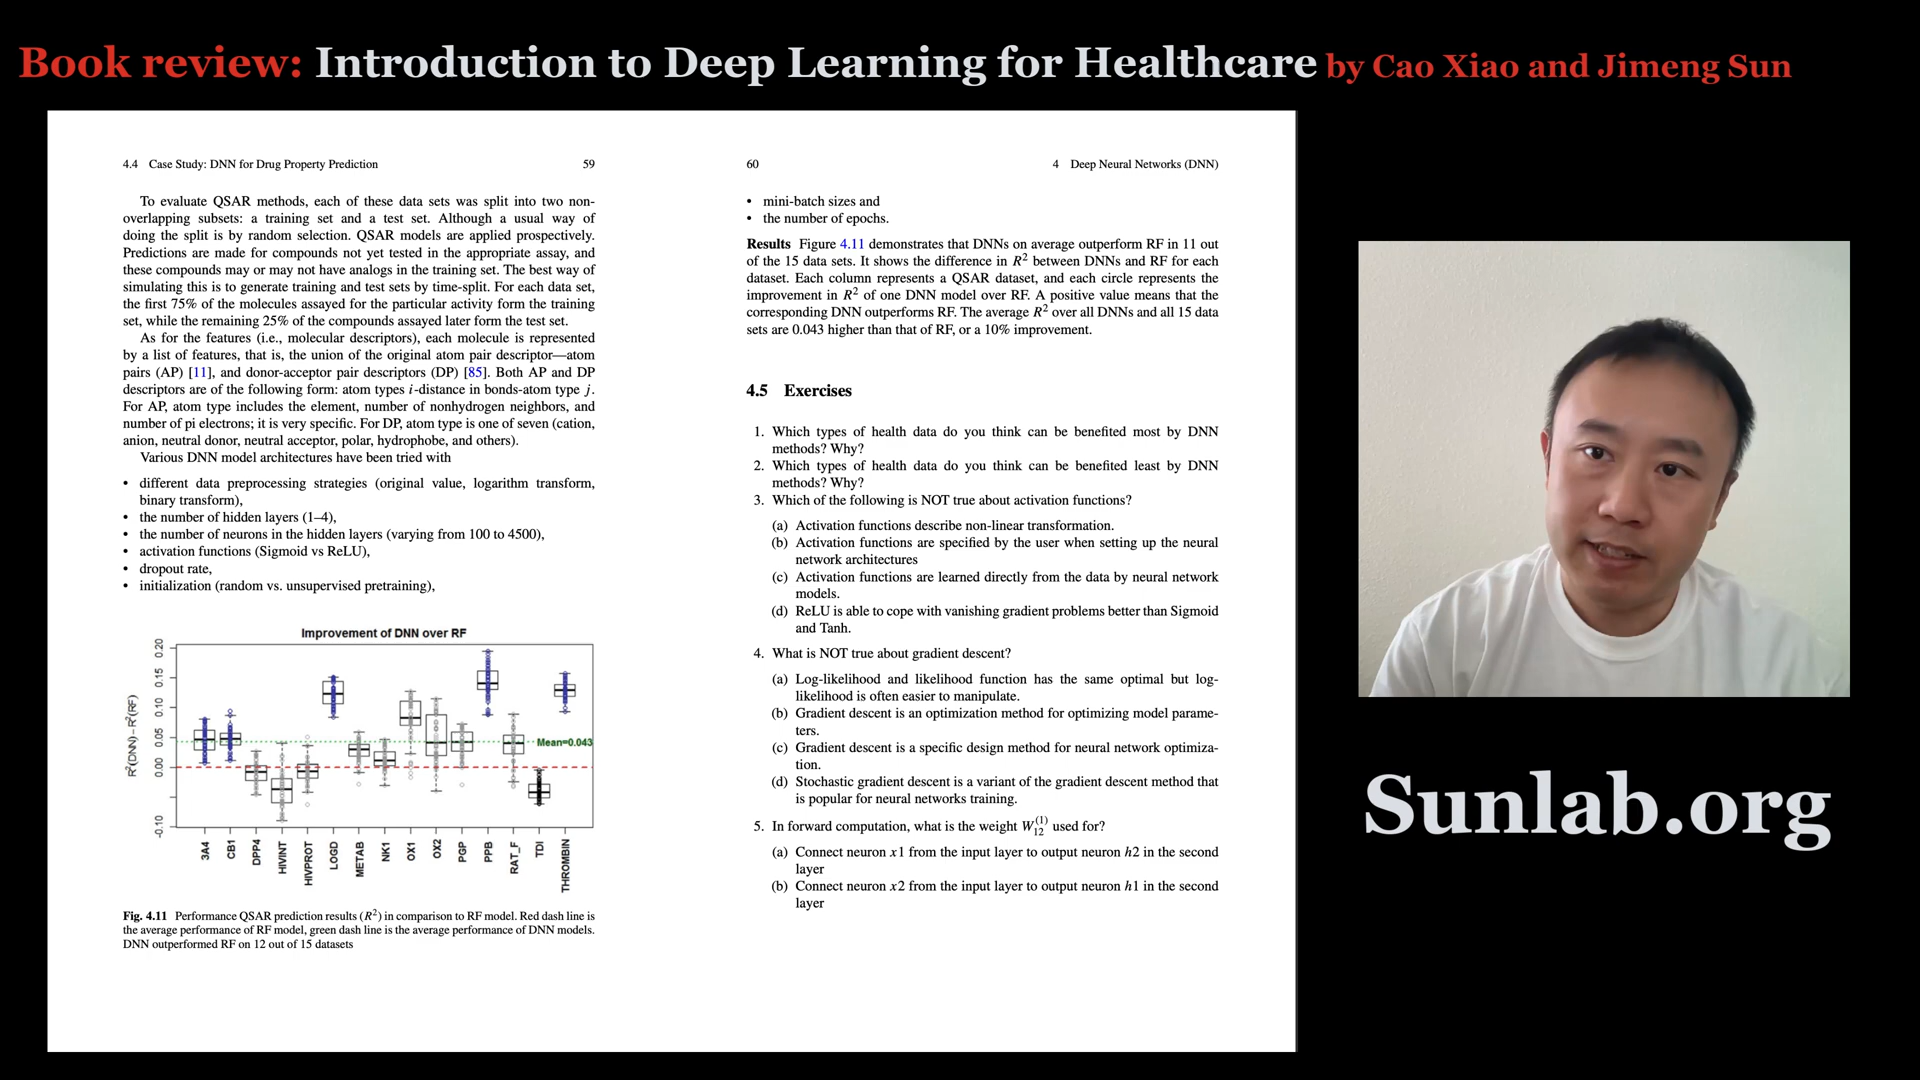 Book review: Introduction to Deep Learning for Healthcare by Cao Xiao and Jimeng Sun
4.4 Case Study: DNN for Drug Property Prediction 59
To evaluate QSAR methods, each of these data sets was split into two non-
overlapping subsets: a training set and a test set. Although a usual way of
doing the split is by random selection. QSAR models are applied prospectively.
Predictions are made for compounds not yet tested in the appropriate assay, and
these compounds may or may not have analogs in the training set. The best way of
simulating this is to generate training and test sets by time-split. For each data set,
the first 75% of the molecules assayed for the particular activity form the training
set, while the remaining 25% of the compounds assayed later form the test set.
As for the features (i.e., molecular descriptors), each molecule is represented
by a list of features, that is, the union of the original atom pair descriptor—atom
pairs (AP) [11], and donor-acceptor pair descriptors (DP) [85]. Both AP and DP
descriptors are of the following form: atom types i-distance in bonds-atom type j.
For AP, atom type includes the element, number of nonhydrogen neighbors, and
number of pi electrons; it is very specific. For DP, atom type is one of seven (cation,
anion, neutral donor, neutral acceptor, polar, hydrophobe, and others).
Various DNN model architectures have been tried with
• different data preprocessing strategies (original value, logarithm transform,
binary transform),
• the number of hidden layers (1–4),
• the number of neurons in the hidden layers (varying from 100 to 4500),
• activation functions (Sigmoid vs ReLU),
• dropout rate,
• initialization (random vs. unsupervised pretraining),
Improvement of DNN over RF
R²(DNN) − R²(RF)
0.20
0.15
0.10
0.05
0.00
-0.10
Mean=0.043
3A4 CB1 DPP4 HIVINT HIVPROT LOGD METAB NK1 OX1 OX2 PGP PPB RAT_F TDI THROMBIN
Fig. 4.11 Performance QSAR prediction results (R²) in comparison to RF model. Red dash line is
the average performance of RF model, green dash line is the average performance of DNN models.
DNN outperformed RF on 12 out of 15 datasets
60 4 Deep Neural Networks (DNN)
• mini-batch sizes and
• the number of epochs.
Results Figure 4.11 demonstrates that DNNs on average outperform RF in 11 out
of the 15 data sets. It shows the difference in R² between DNNs and RF for each
dataset. Each column represents a QSAR dataset, and each circle represents the
improvement in R² of one DNN model over RF. A positive value means that the
corresponding DNN outperforms RF. The average R² over all DNNs and all 15 data
sets are 0.043 higher than that of RF, or a 10% improvement.
4.5 Exercises
1. Which types of health data do you think can be benefited most by DNN
methods? Why?
2. Which types of health data do you think can be benefited least by DNN
methods? Why?
3. Which of the following is NOT true about activation functions?
(a) Activation functions describe non-linear transformation.
(b) Activation functions are specified by the user when setting up the neural
network architectures
(c) Activation functions are learned directly from the data by neural network
models.
(d) ReLU is able to cope with vanishing gradient problems better than Sigmoid
and Tanh.
4. What is NOT true about gradient descent?
(a) Log-likelihood and likelihood function has the same optimal but log-
likelihood is often easier to manipulate.
(b) Gradient descent is an optimization method for optimizing model parame-
ters.
(c) Gradient descent is a specific design method for neural network optimiza-
tion.
(d) Stochastic gradient descent is a variant of the gradient descent method that
is popular for neural networks training.
5. In forward computation, what is the weight W₁₂⁽¹⁾ used for?
(a) Connect neuron x1 from the input layer to output neuron h2 in the second
layer
(b) Connect neuron x2 from the input layer to output neuron h1 in the second
layer
Sunlab.org